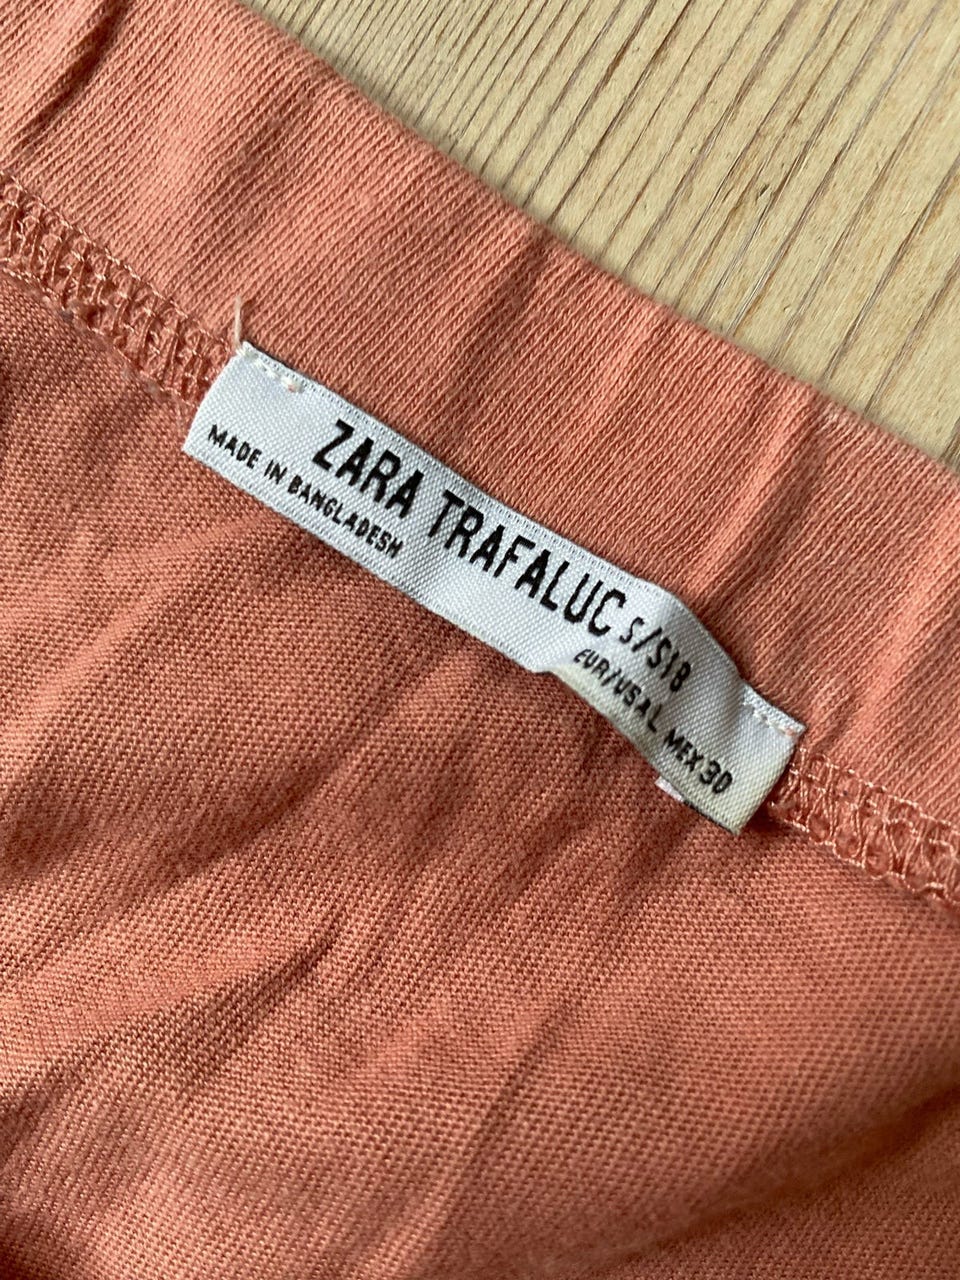 ZARA TRAFALUC S/S18
MADE IN BANGLADESH
EUR/USA L MEX 30